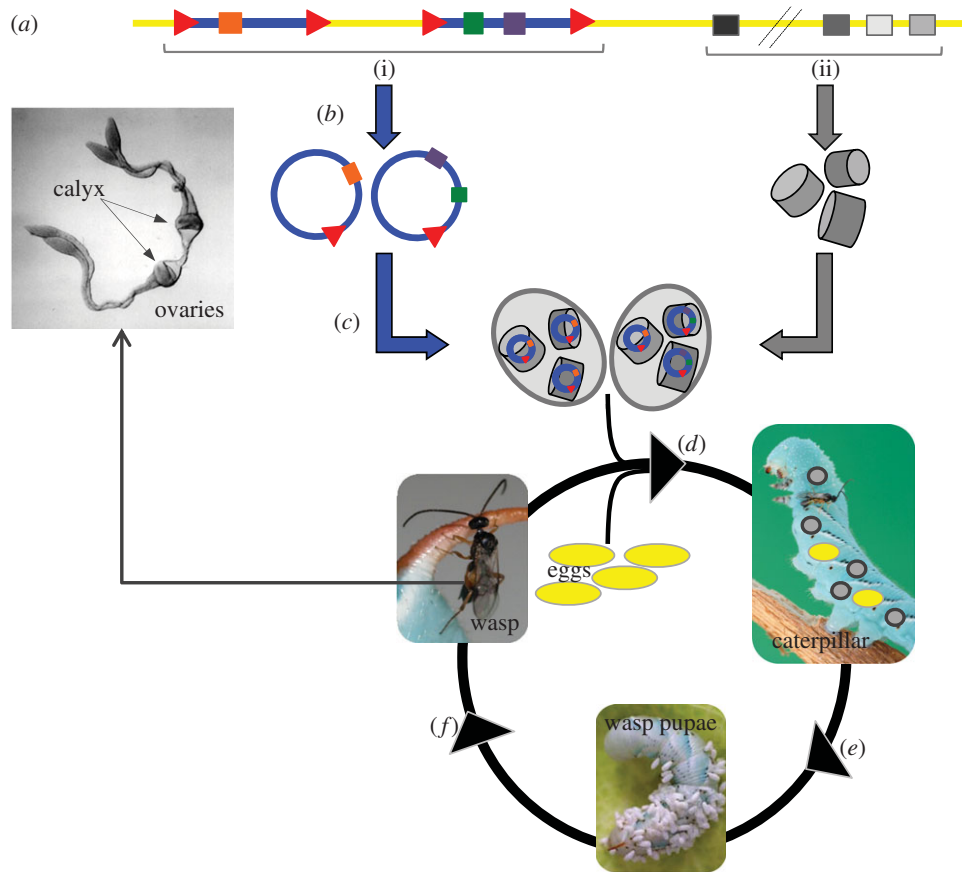 (a)
(i)
(ii)
(b)
calyx
ovaries
(c)
(d)
eggs
wasp
caterpillar
(f)
wasp pupae
(e)